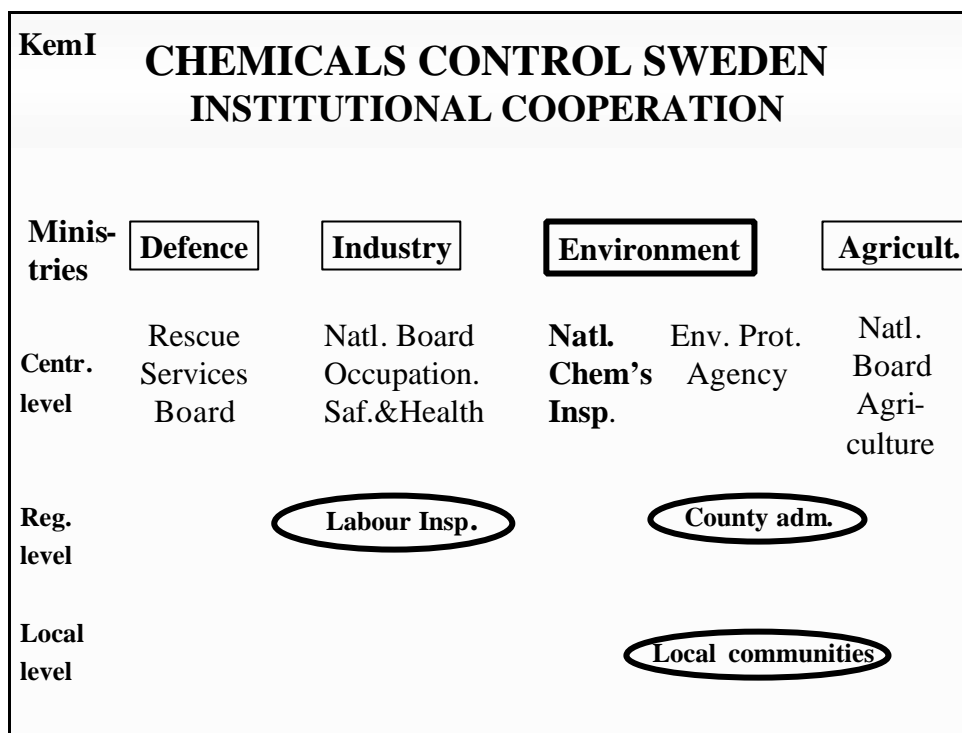 KemI
CHEMICALS CONTROL SWEDEN
INSTITUTIONAL COOPERATION
Minis-
tries
Defence
Industry
Environment
Agricult.
Centr.
level
Rescue
Services
Board
Natl. Board
Occupation.
Saf.&Health
Natl.
Chem's
Insp.
Env. Prot.
Agency
Natl.
Board
Agri-
culture
Reg.
level
Labour Insp.
County adm.
Local
level
Local communities